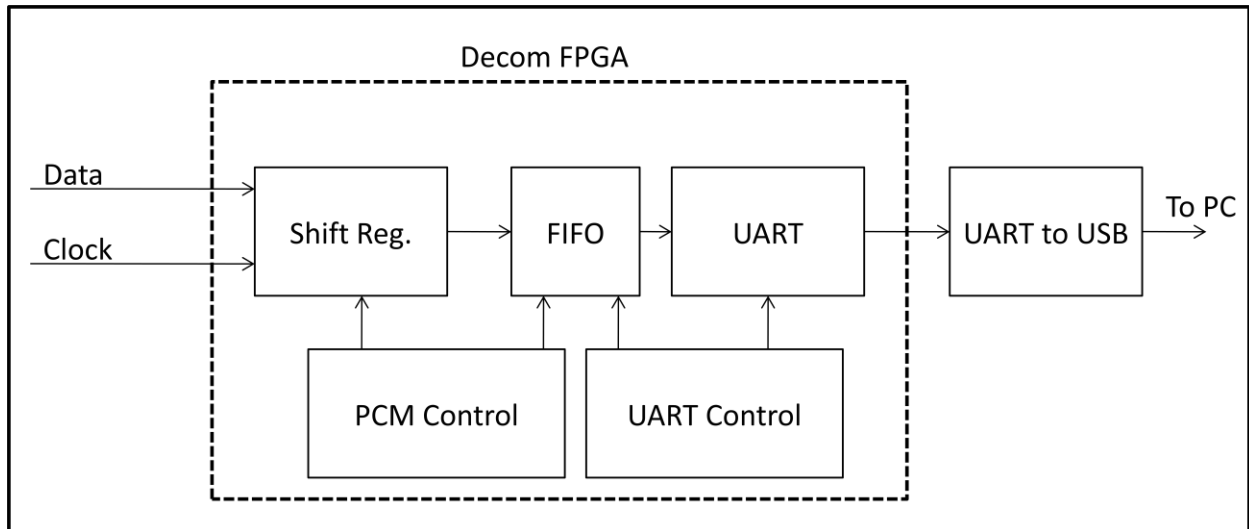 Decom FPGA
Data
Clock
Shift Reg.
FIFO
UART
UART to USB
To PC
PCM Control
UART Control